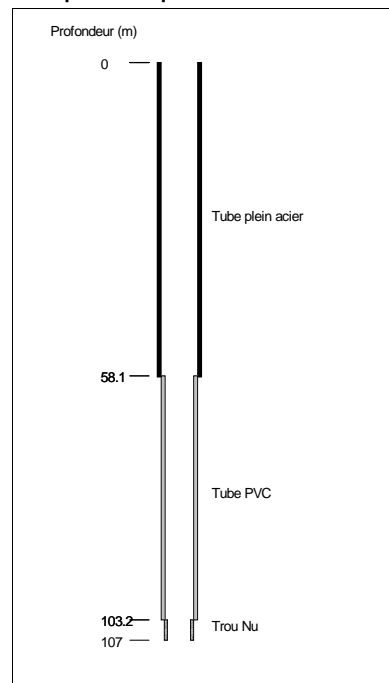 Profondeur (m)
0
Tube plein acier
58.1
Tube PVC
103.2
Trou Nu
107